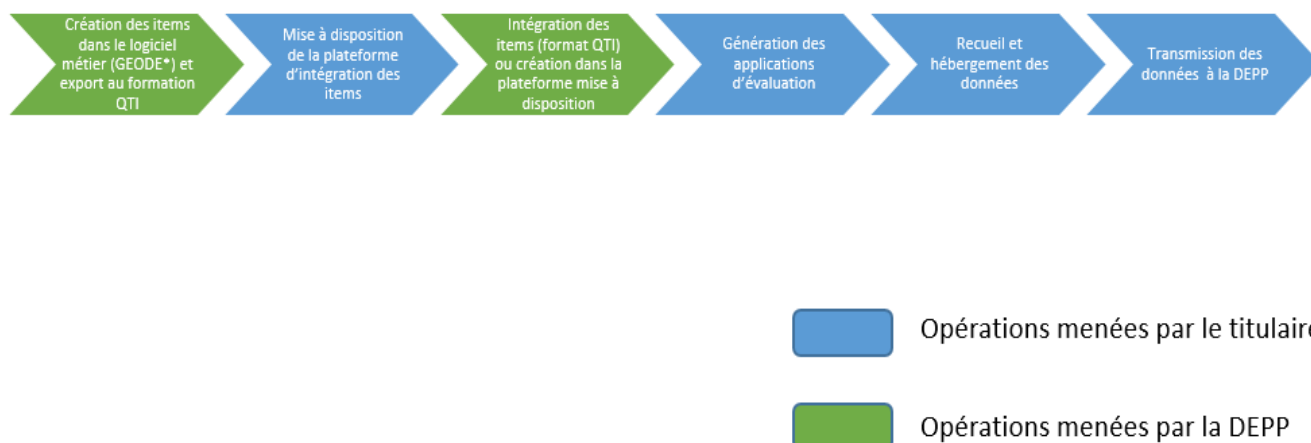 Création des items
dans le logiciel
métier (GEODE*) et
export au formation
QTI
Mise à disposition
de la plateforme
d'intégration des
items
Intégration des
items (format QTI)
ou création dans la
plateforme mise à
disposition
Génération des
applications
d'évaluation
Recueil et
hébergement des
données
Transmission des
données à la DEPP
Opérations menées par le titulaire
Opérations menées par la DEPP